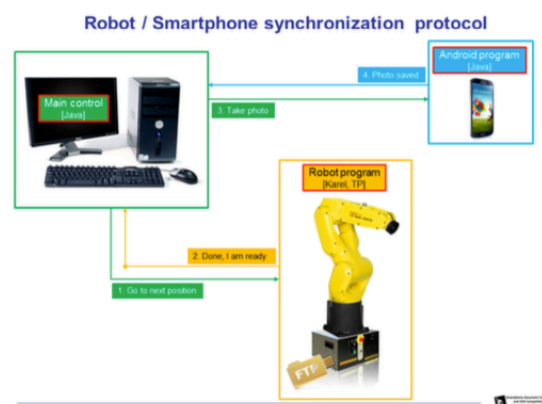 Robot / Smartphone synchronization protocol
Android program
[Java]
4. Photo saved
Main control
[Java]
3. Take photo
Robot program
[Karel, TP]
2. Done, I am ready
1. Go to next position
FTP